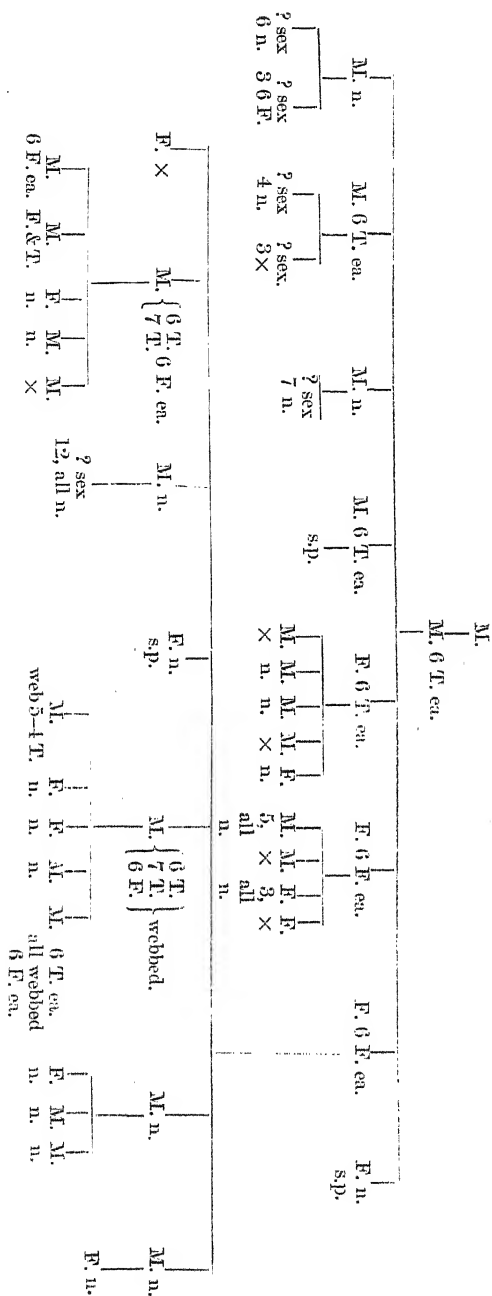 M.
M. 6 T. ea.
M. n. M. 6 T. ea. M. n. M. 6 T. ea. F. 6 T. ea. F. 6 F. ea. F. 6 F. ea. F. n.
s.p. s.p.
? sex ? sex ? sex ? sex. ? sex M. M. M. M. F. M. M. F. F.
6 n. 3 6 F. 4 n. 3 × 7 n. × n. n. × n. 5, × 3, ×
all all
n. n.
6 T. 6 T.
F. M. 7 T. 6 F. ea. M. n. F. n. M. 7 T. webbed. M. n. M. n.
× s.p. 6 F.
M. M. F. M. M. ? sex M. F. F. M. M. F. M. M. F. n.
6 F. ea. F. & T. n. n. × 12, all n. web 5–4 T. n. n. n. 6 T. ea. n. n. n.
all webbed
6 F. ea.